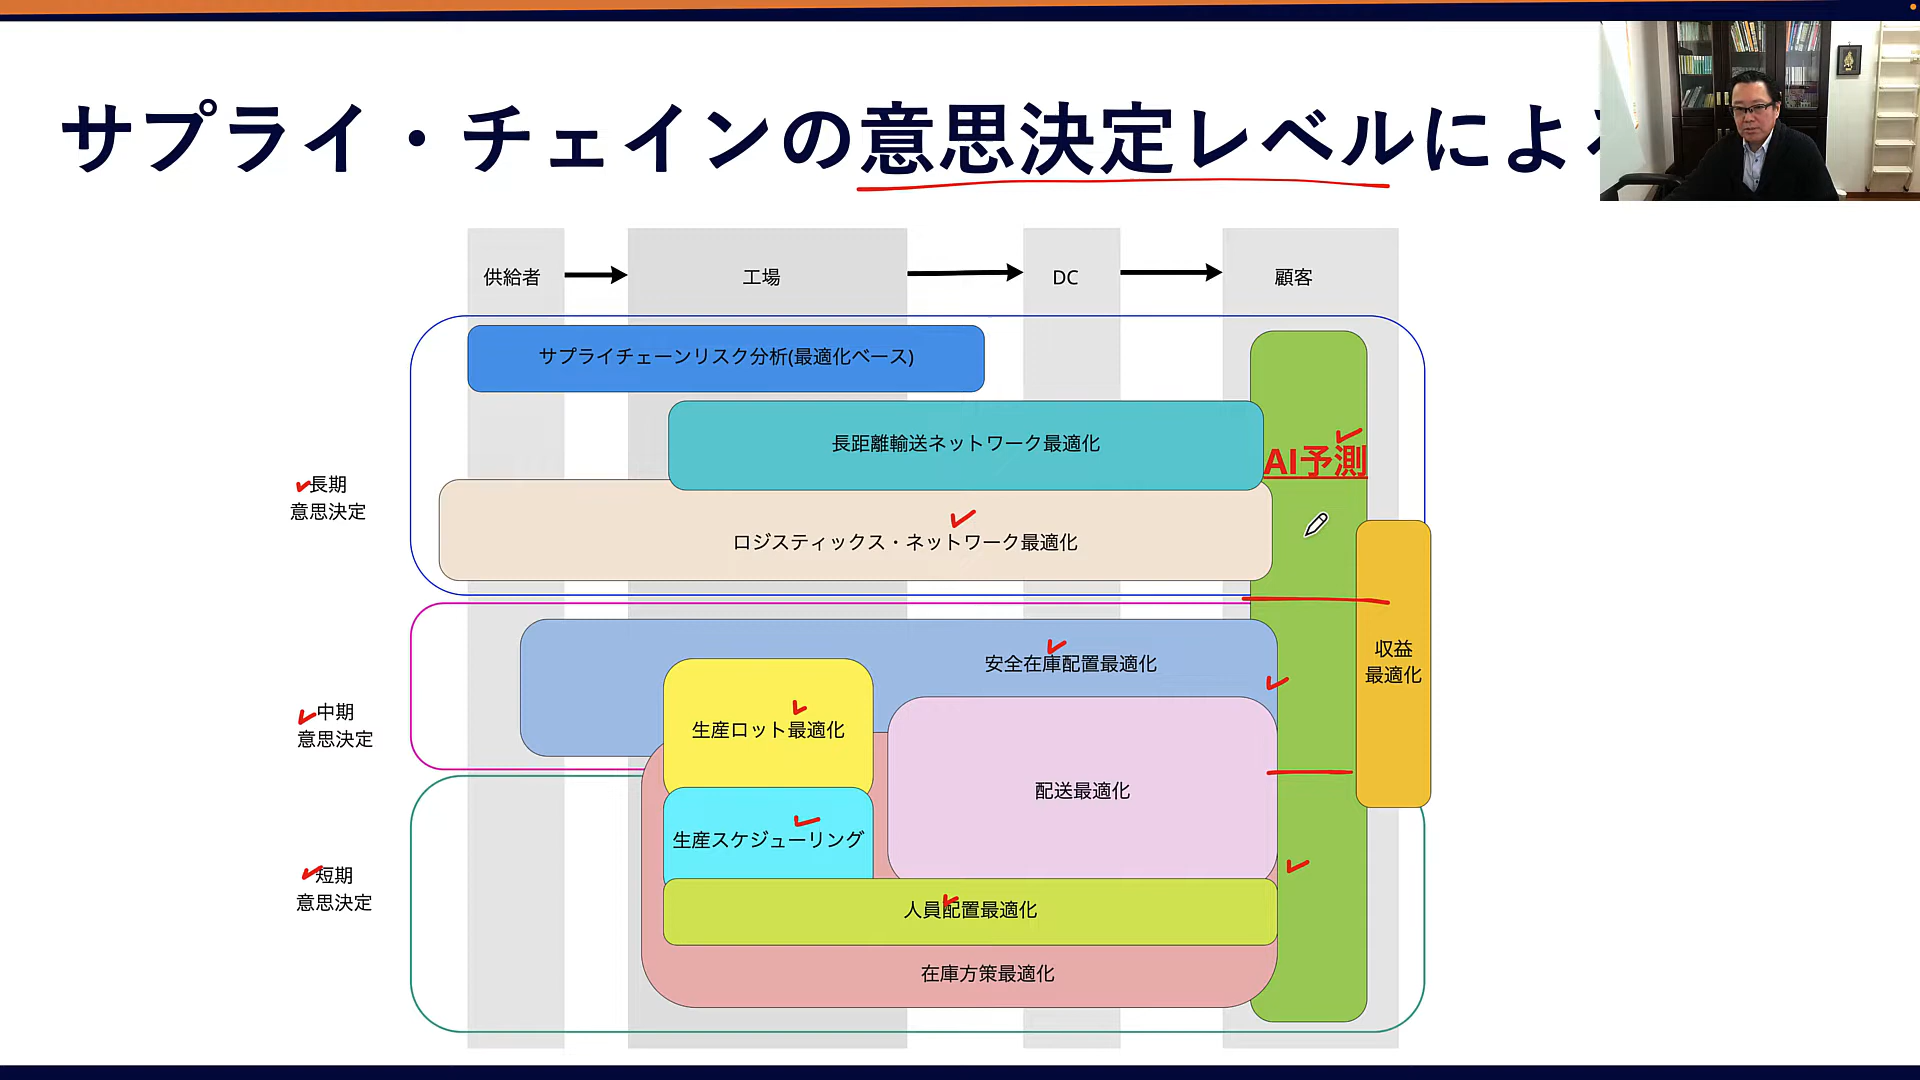 サプライ・チェインの意思決定レベルによ
供給者
工場
DC
顧客
サプライチェーンリスク分析(最適化ベース)
長距離輸送ネットワーク最適化
AI予測
長期
意思決定
ロジスティックス・ネットワーク最適化
収益
最適化
安全在庫配置最適化
中期
意思決定
生産ロット最適化
配送最適化
生産スケジューリング
短期
意思決定
人員配置最適化
在庫方策最適化